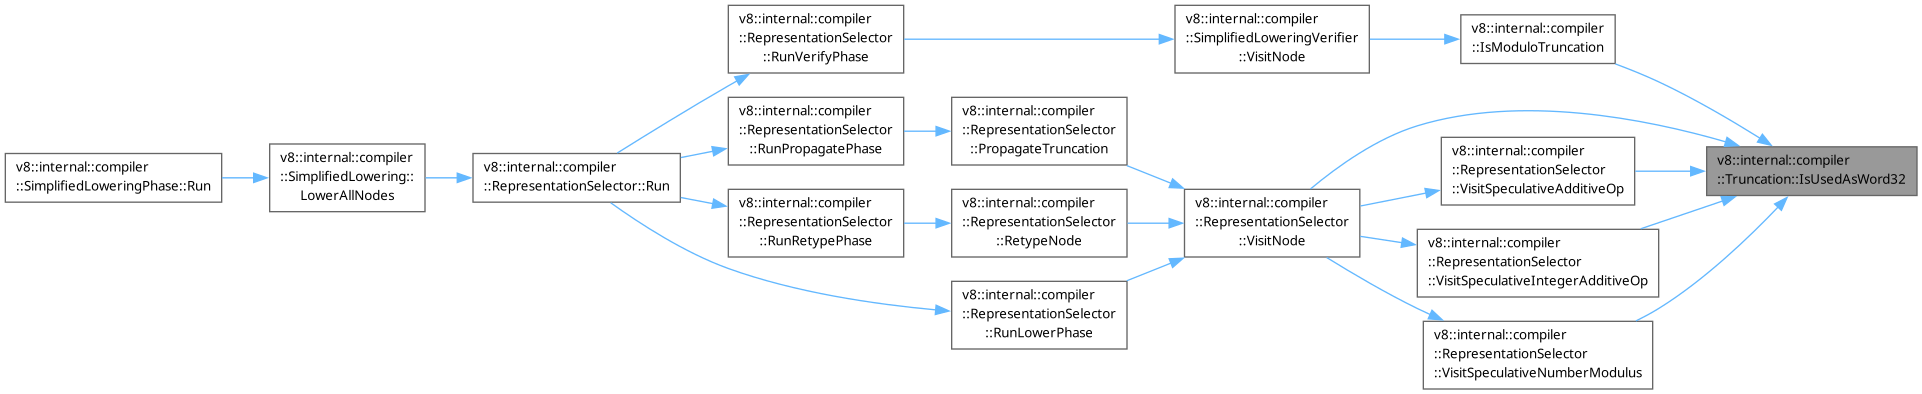 v8::internal::compiler
::SimplifiedLoweringPhase::Run
v8::internal::compiler
::SimplifiedLowering::
LowerAllNodes
v8::internal::compiler
::RepresentationSelector::Run
v8::internal::compiler
::RepresentationSelector
::RunVerifyPhase
v8::internal::compiler
::RepresentationSelector
::RunPropagatePhase
v8::internal::compiler
::RepresentationSelector
::RunRetypePhase
v8::internal::compiler
::RepresentationSelector
::PropagateTruncation
v8::internal::compiler
::RepresentationSelector
::RetypeNode
v8::internal::compiler
::RepresentationSelector
::RunLowerPhase
v8::internal::compiler
::SimplifiedLoweringVerifier
::VisitNode
v8::internal::compiler
::RepresentationSelector
::VisitNode
v8::internal::compiler
::IsModuloTruncation
v8::internal::compiler
::RepresentationSelector
::VisitSpeculativeAdditiveOp
v8::internal::compiler
::RepresentationSelector
::VisitSpeculativeIntegerAdditiveOp
v8::internal::compiler
::RepresentationSelector
::VisitSpeculativeNumberModulus
v8::internal::compiler
::Truncation::IsUsedAsWord32